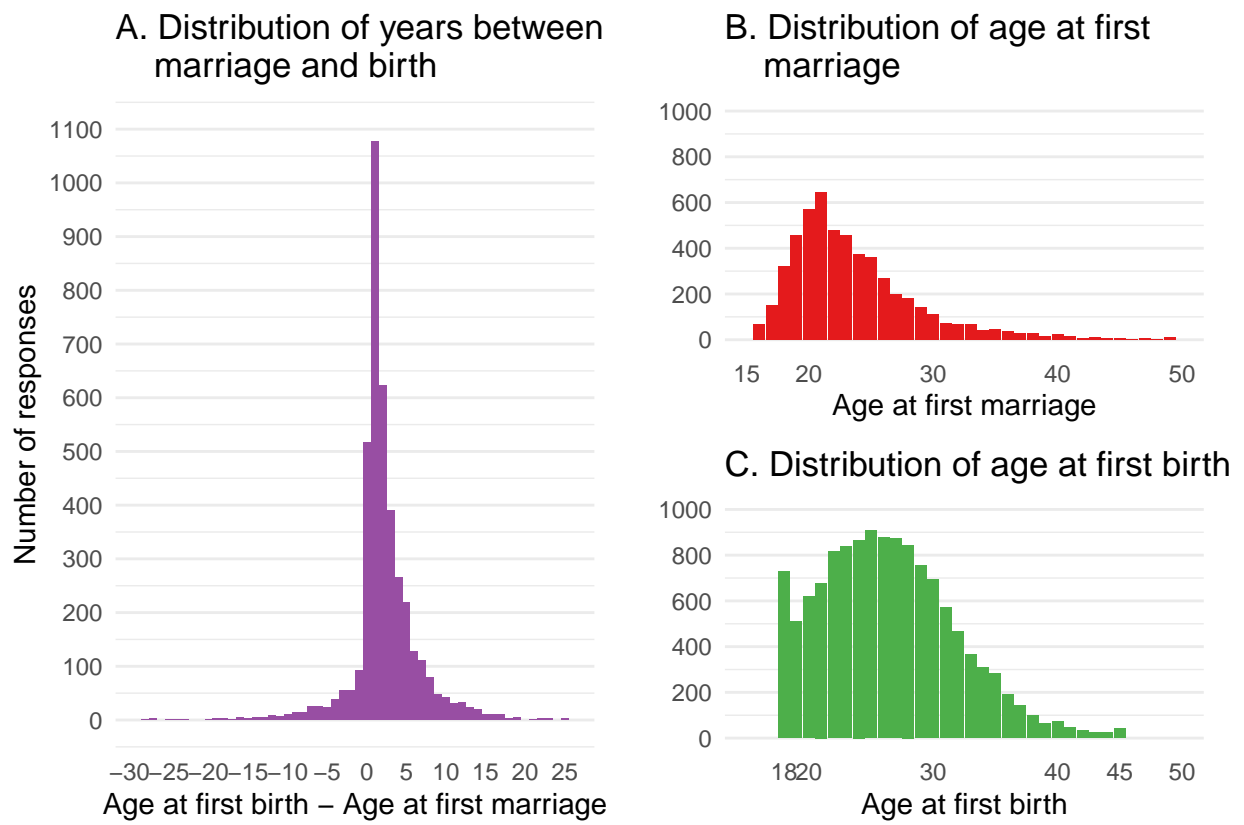 A. Distribution of years between
marriage and birth
1100
1000
900
800
700
600
500
400
300
200
100
0
Number of responses
−30−25−20−15−10 −5 0 5 10 15 20 25
Age at first birth − Age at first marriage
B. Distribution of age at first
marriage
1000
800
600
400
200
0
15 20 30 40 50
Age at first marriage
C. Distribution of age at first birth
1000
800
600
400
200
0
1820 30 40 45 50
Age at first birth